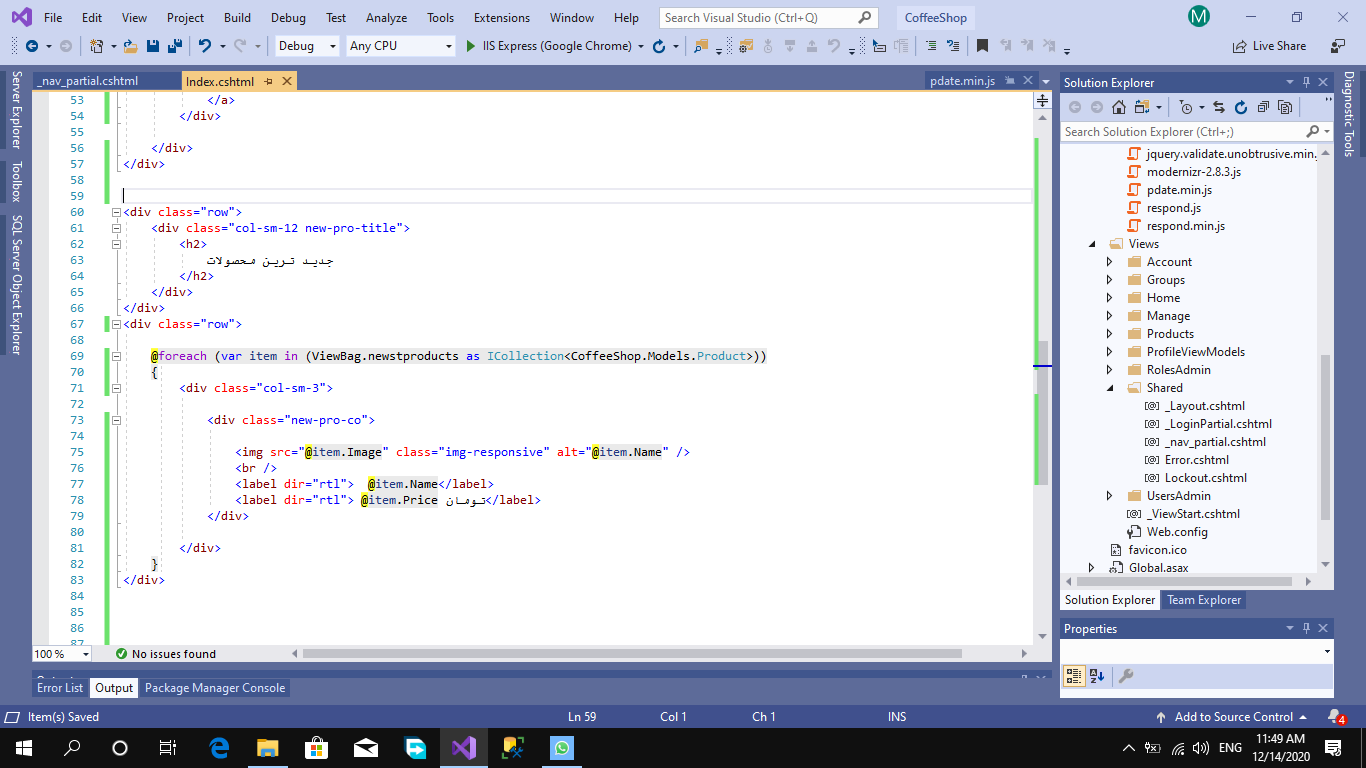 File Edit View Project Build Debug Test Analyze Tools Extensions Window Help Search Visual Studio (Ctrl+Q) CoffeeShop M
Debug Any CPU IIS Express (Google Chrome) Live Share
Server Explorer
Toolbox
SQL Server Object Explorer
_nav_partial.cshtml Index.cshtml pdate.min.js
53 </a>
54 </div>
55
56 </div>
57 </div>
58
59
60 <div class="row">
61 <div class="col-sm-12 new-pro-title">
62 <h2>
63 جدید ترین محصولات
64 </h2>
65 </div>
66 </div>
67 <div class="row">
68
69 @foreach (var item in (ViewBag.newstproducts as ICollection<CoffeeShop.Models.Product>))
70 {
71 <div class="col-sm-3">
72
73 <div class="new-pro-co">
74
75 <img src="@item.Image" class="img-responsive" alt="@item.Name" />
76 <br />
77 <label dir="rtl"> @item.Name</label>
78 <label dir="rtl"> @item.Price تومان</label>
79 </div>
80
81 </div>
82 }
83 </div>
84
85
86
87
100 % No issues found
Error List Output Package Manager Console
Solution Explorer
Search Solution Explorer (Ctrl+;)
jquery.validate.unobtrusive.min.
modernizr-2.8.3.js
pdate.min.js
respond.js
respond.min.js
Views
Account
Groups
Home
Manage
Products
ProfileViewModels
RolesAdmin
Shared
_Layout.cshtml
_LoginPartial.cshtml
_nav_partial.cshtml
Error.cshtml
Lockout.cshtml
UsersAdmin
_ViewStart.cshtml
Web.config
favicon.ico
Global.asax
Solution Explorer Team Explorer
Properties
Diagnostic Tools
Item(s) Saved Ln 59 Col 1 Ch 1 INS Add to Source Control 4
ENG 11:49 AM
12/14/2020